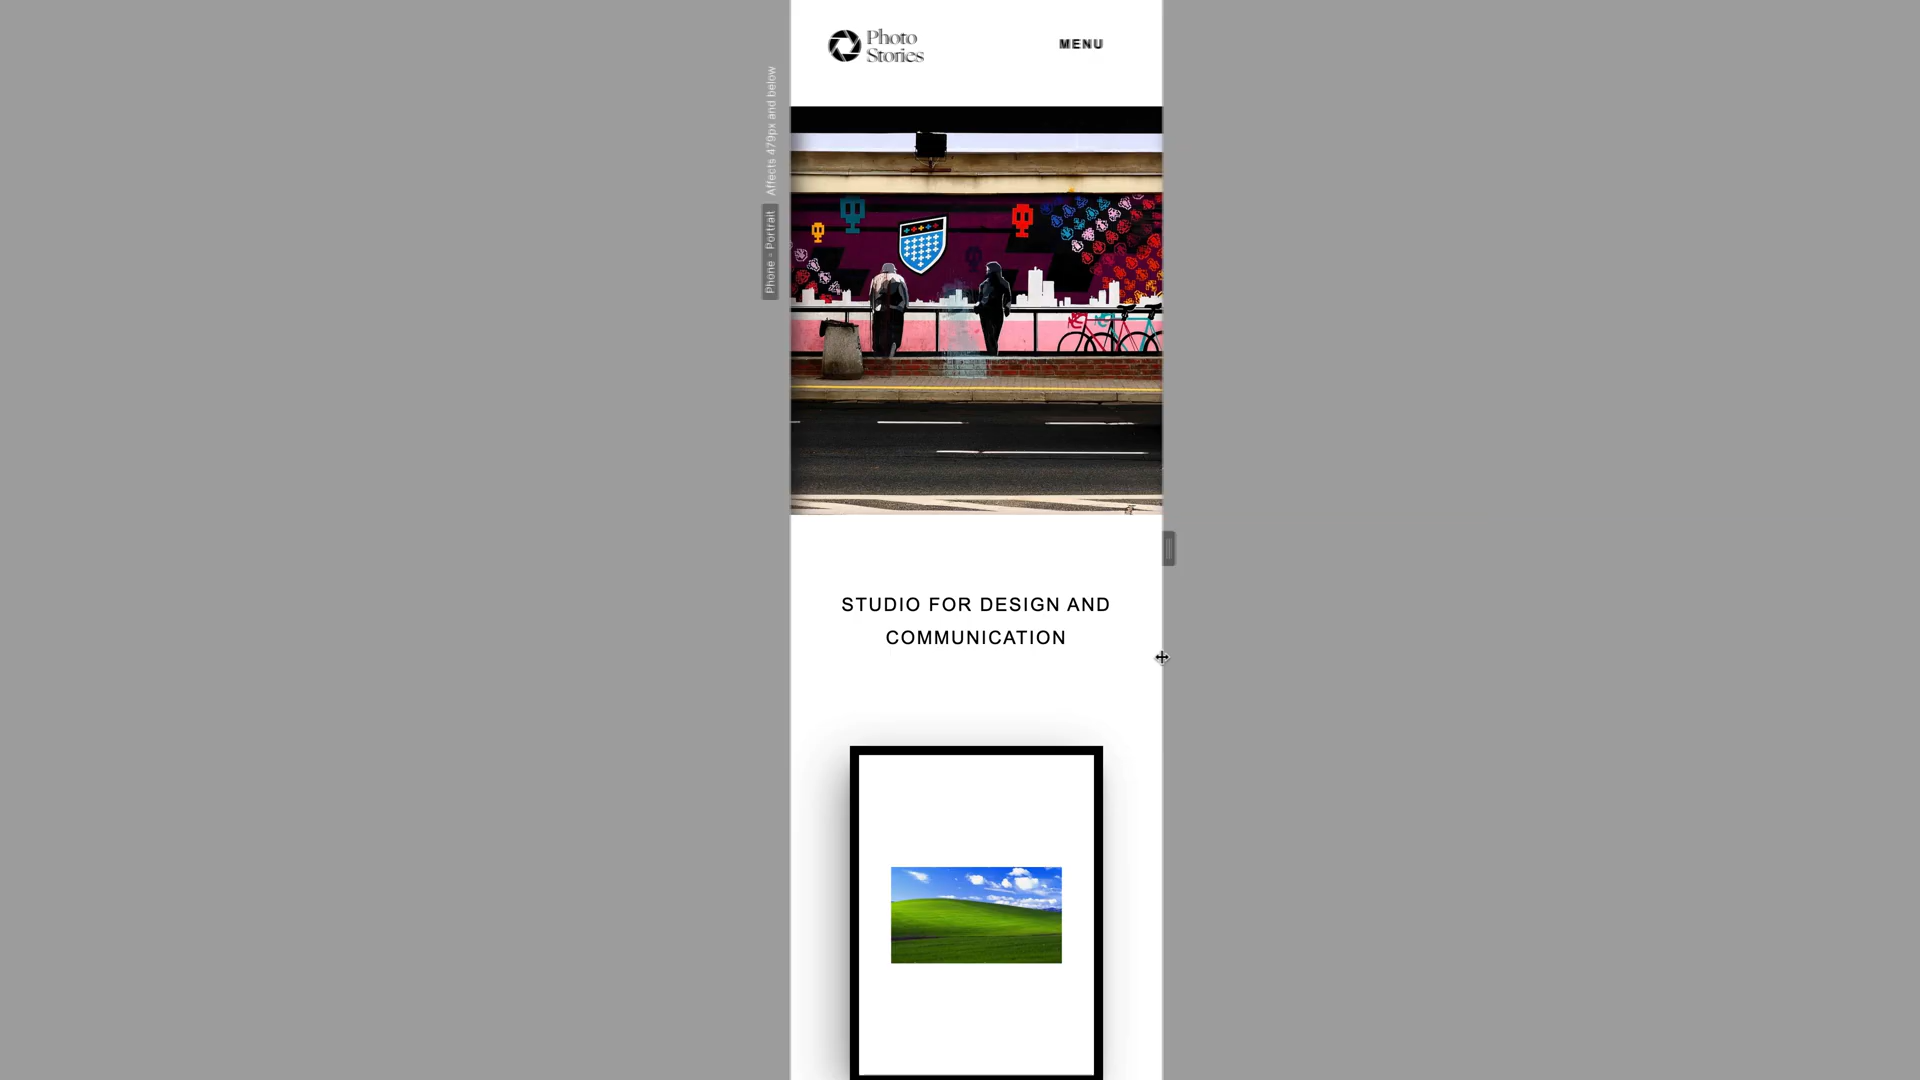 Photo
Stories
MENU
Phone - Portrait Affects 479px and below
STUDIO FOR DESIGN AND
COMMUNICATION